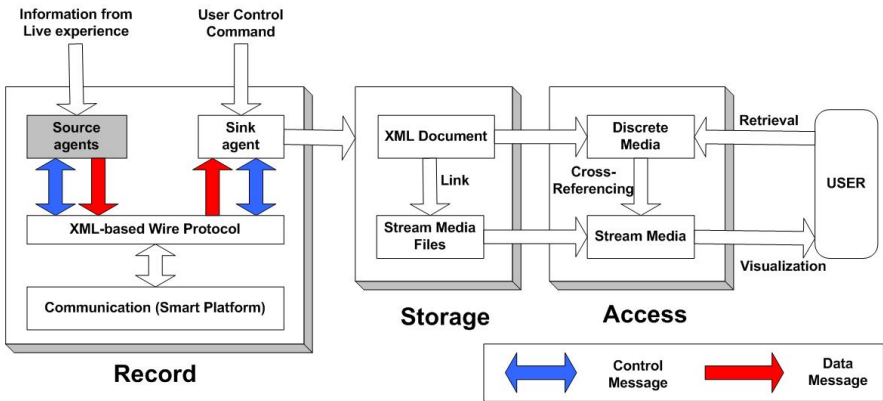 Information from
Live experience
User Control
Command
Source
agents
Sink
agent
XML-based Wire Protocol
Communication (Smart Platform)
Record
XML Document
Link
Stream Media
Files
Storage
Discrete
Media
Cross-
Referencing
Stream Media
Access
Retrieval
USER
Visualization
Control
Message
Data
Message